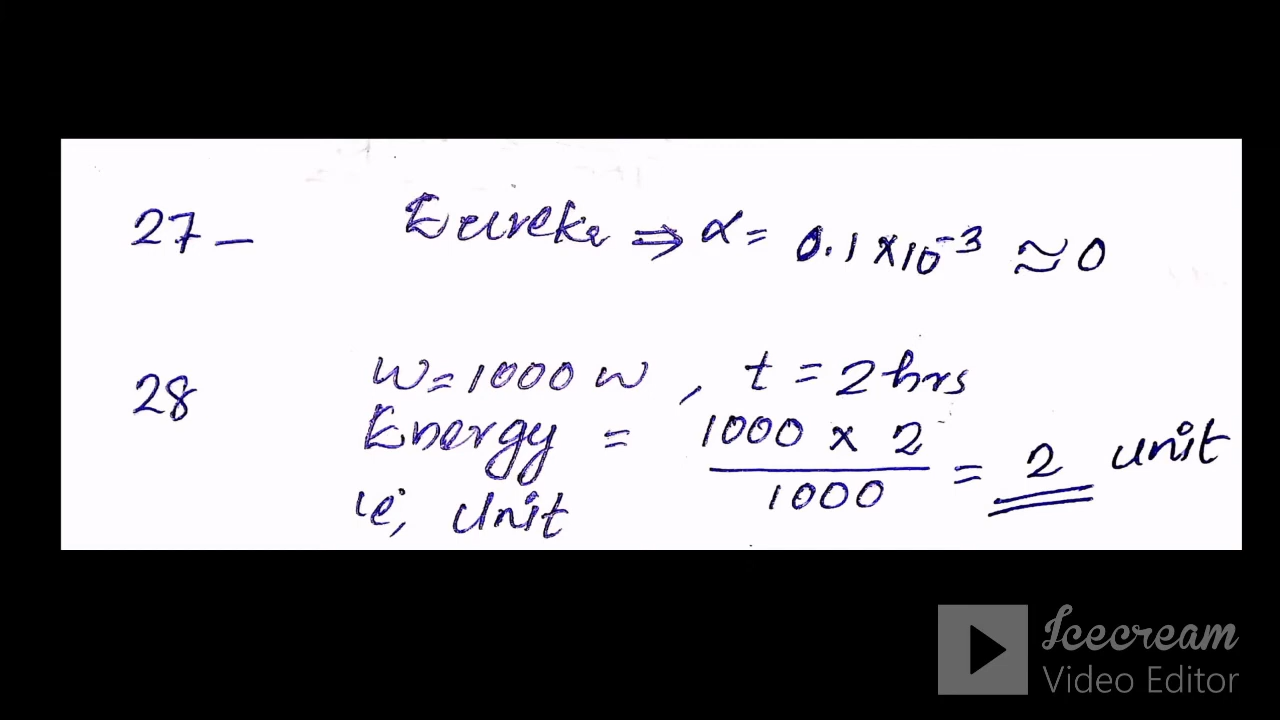 27 – Eureka ⇒ α = 0.1 × 10⁻³ ≈ 0
28 W = 1000 W, t = 2 hrs
Energy = 1000 × 2 / 1000 = 2 unit
ie, Unit
Icecream
Video Editor